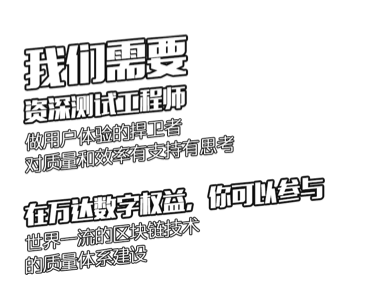 我们需要
资深测试工程师
做用户体验的捍卫者
对质量和效率有支持有思考
在万达数字权益，你可以参与
世界一流的区块链技术
的质量体系建设